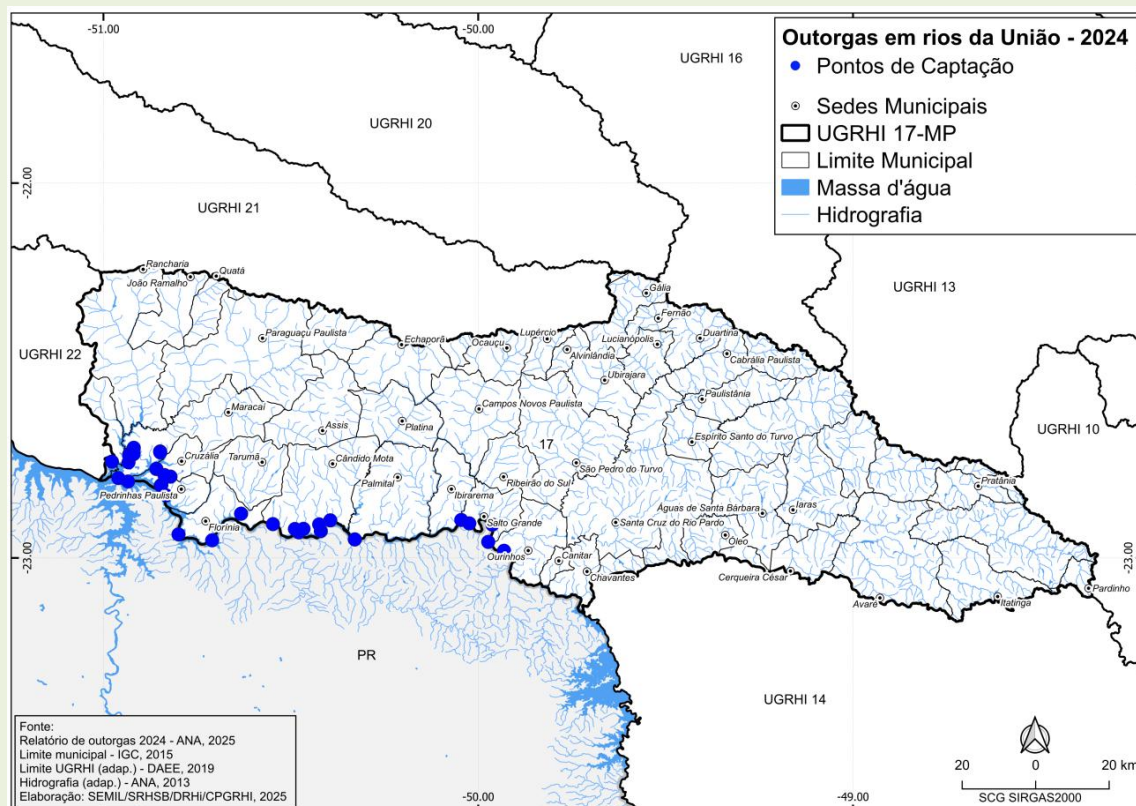 -51.00
-50.00
Outorgas em rios da União - 2024
Pontos de Captação
Sedes Municipais
UGRHI 17-MP
Limite Municipal
Massa d'água
Hidrografia
UGRHI 16
UGRHI 20
-22.00
UGRHI 21
UGRHI 13
UGRHI 22
UGRHI 10
Rancharia
João Ramalho
Quatá
Gália
Fernão
Paraguaçu Paulista
Echaporã
Ocauçu
Lupércio
Alvinlândia
Lucianópolis
Duartina
Cabrália Paulista
Ubirajara
Paulistânia
Maracaí
Campos Novos Paulista
Assis
Platina
Espírito Santo do Turvo
17
Cruzália
Tarumã
Cândido Mota
São Pedro do Turvo
Palmital
Ribeirão do Sul
Pratânia
Pedrinhas Paulista
Ibirarema
Águas de Santa Bárbara
Iaras
Florínia
Salto Grande
Santa Cruz do Rio Pardo
Óleo
Ourinhos
Canitar
Chavantes
Cerqueira César
-23.00
-23.00
Pardinho
Avaré
Itatinga
PR
UGRHI 14
Fonte:
Relatório de outorgas 2024 - ANA, 2025
Limite municipal - IGC, 2015
Limite UGRHI (adap.) - DAEE, 2019
Hidrografia (adap.) - ANA, 2013
Elaboração: SEMIL/SRHSB/DRHi/CPGRHI, 2025
20 0 20 km
SCG SIRGAS2000
-50.00
-49.00